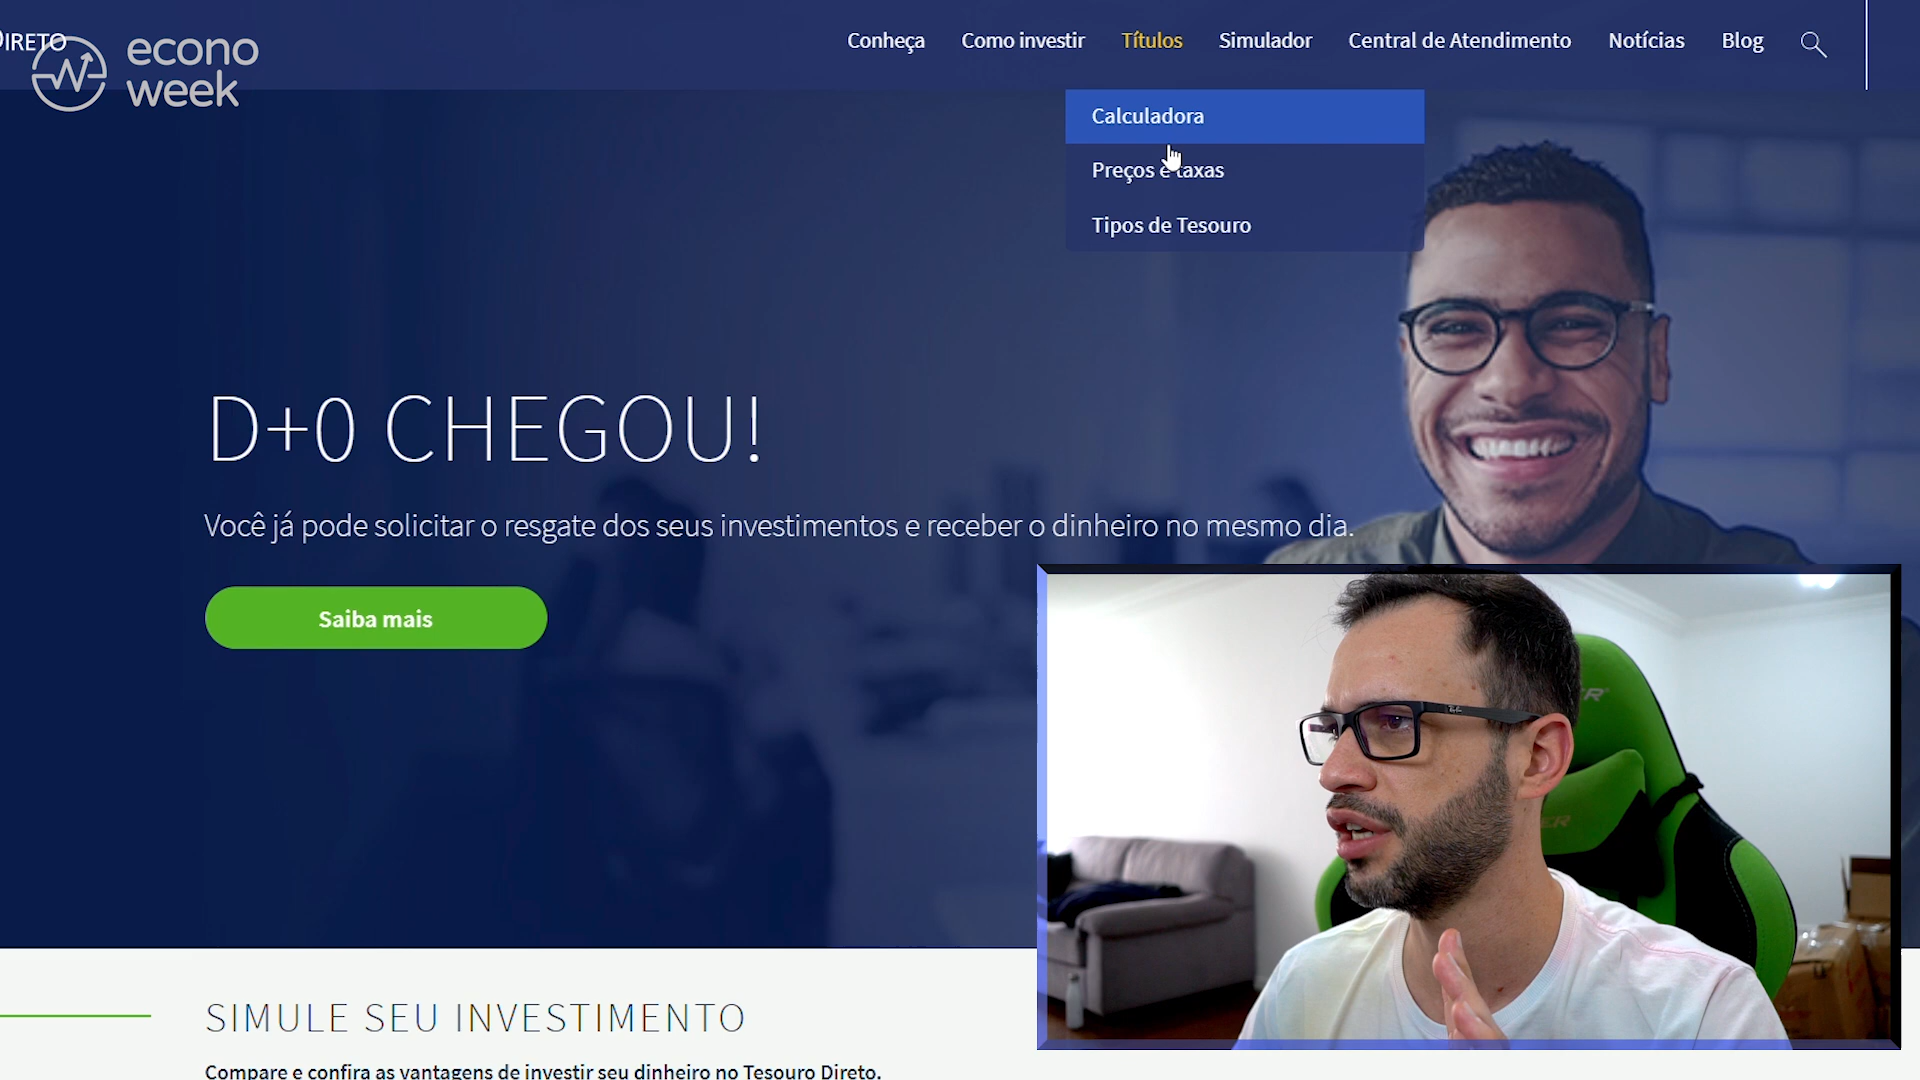 IRETO
econo
week
Conheça Como investir Títulos Simulador Central de Atendimento Notícias Blog
Calculadora
Preços e taxas
Tipos de Tesouro
D+0 CHEGOU!
Você já pode solicitar o resgate dos seus investimentos e receber o dinheiro no mesmo dia.
Saiba mais
Ray-Ban
SIMULE SEU INVESTIMENTO
Compare e confira as vantagens de investir seu dinheiro no Tesouro Direto.